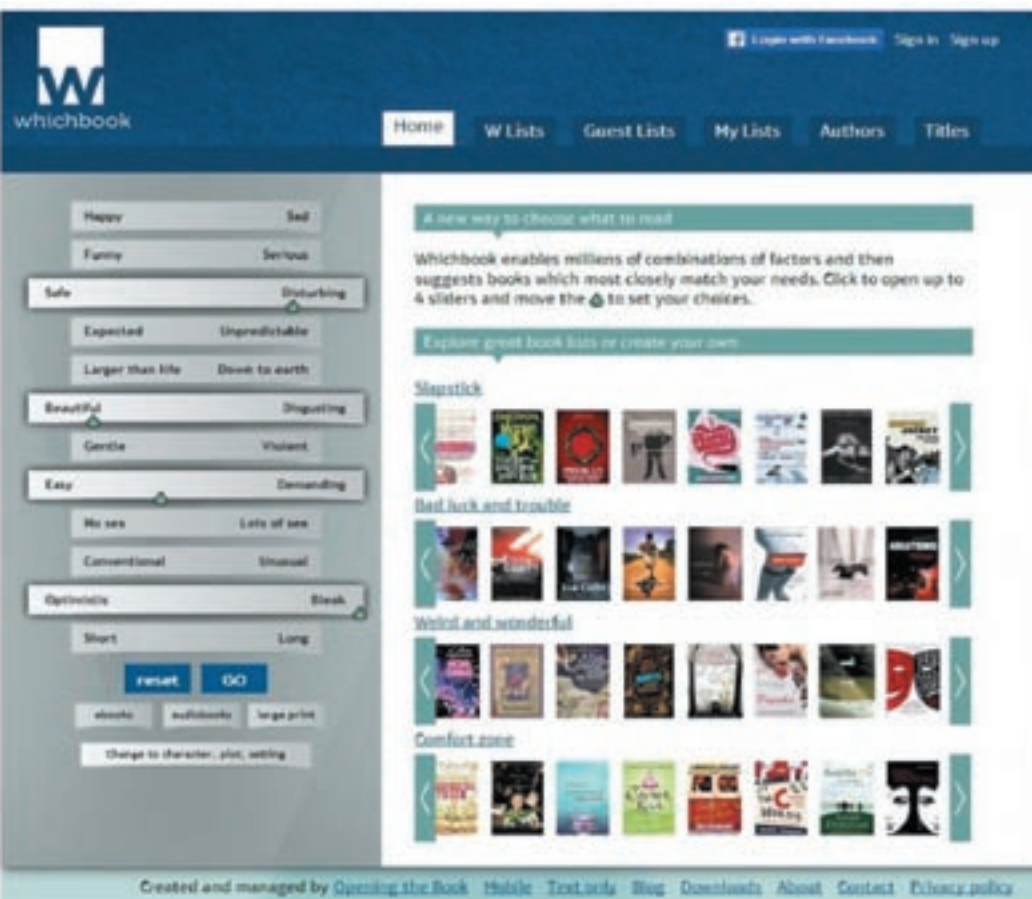 W
whichbook
Login with Facebook Sign in Sign up
Home W Lists Guest Lists My Lists Authors Titles
Happy Sad
Funny Serious
Safe Disturbing
Expected Unpredictable
Larger than life Down to earth
Beautiful Disgusting
Gentle Violent
Easy Demanding
No sex Lots of sex
Conventional Unusual
Optimistic Bleak
Short Long
reset GO
ebooks audiobooks large print
Change to character, plot, setting
A new way to choose what to read
Whichbook enables millions of combinations of factors and then
suggests books which most closely match your needs. Click to open up to
4 sliders and move the to set your choices.
Explore great book lists or create your own
Slapstick
Bad luck and trouble
Weird and wonderful
Comfort zone
Created and managed by Opening the Book Mobile Text only Blog Downloads About Contact Privacy policy